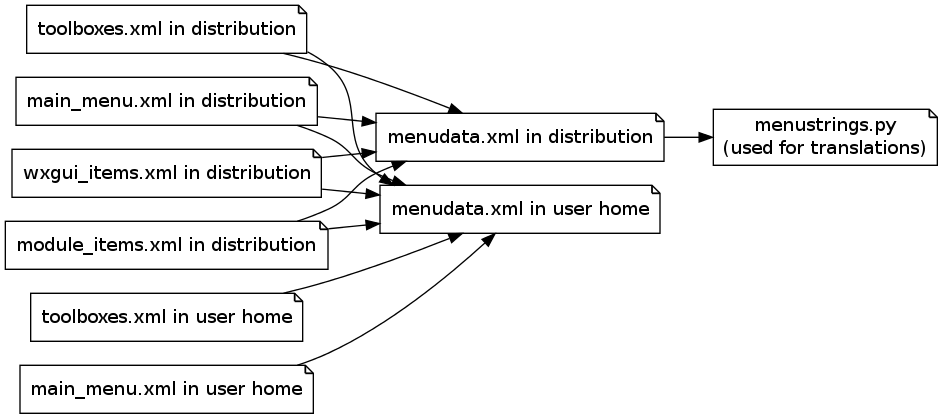 toolboxes.xml in distribution
main_menu.xml in distribution
wxgui_items.xml in distribution
module_items.xml in distribution
toolboxes.xml in user home
main_menu.xml in user home
menudata.xml in distribution
menudata.xml in user home
menustrings.py
(used for translations)